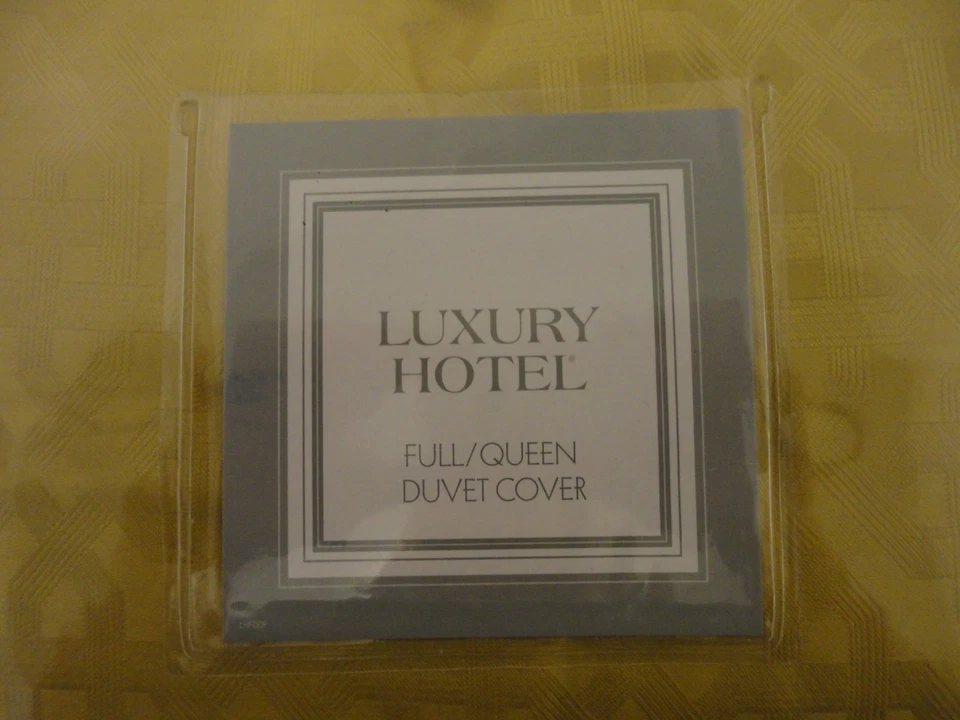 LUXURY
HOTEL®
FULL/QUEEN
DUVET COVER